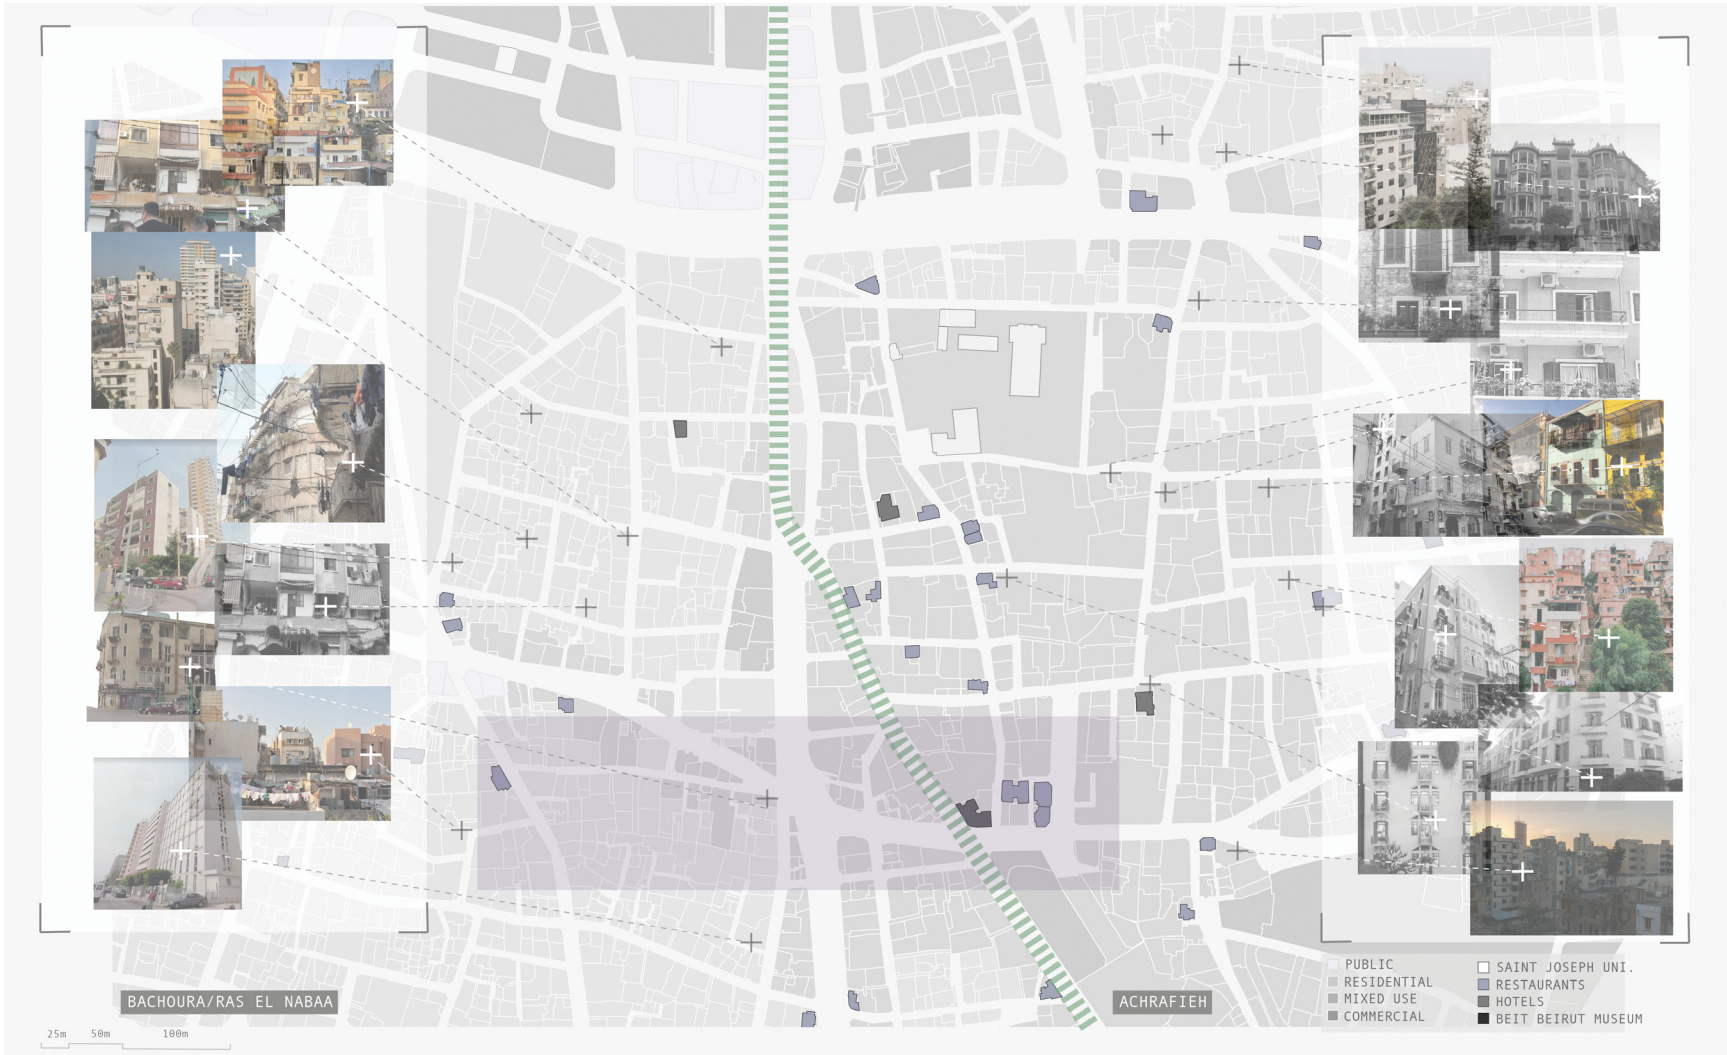 PUBLIC
RESIDENTIAL
MIXED USE
COMMERCIAL
SAINT JOSEPH UNI.
RESTAURANTS
HOTELS
BEIT BEIRUT MUSEUM
BACHOURA/RAS EL NABAA
ACHRAFIEH
25m 50m 100m